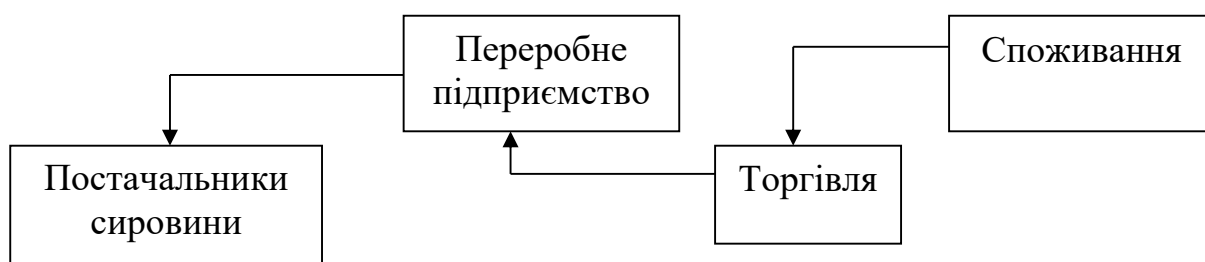 Переробне
підприємство
Споживання
Постачальники
сировини
Торгівля